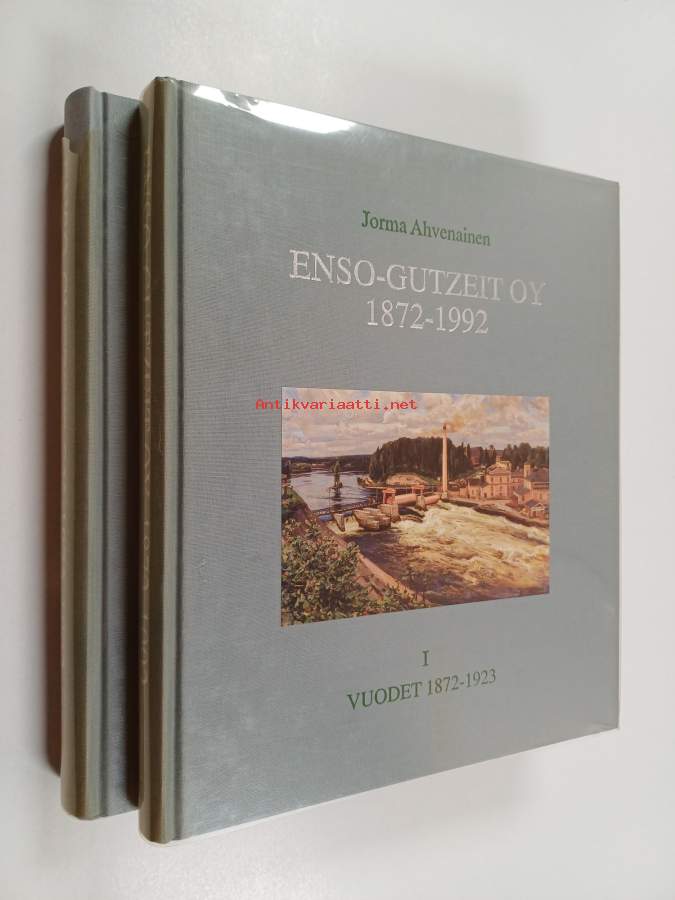 Jorma Ahvenainen
ENSO-GUTZEIT OY
1872-1992
Antikvariaatti.net
I
VUODET 1872-1923